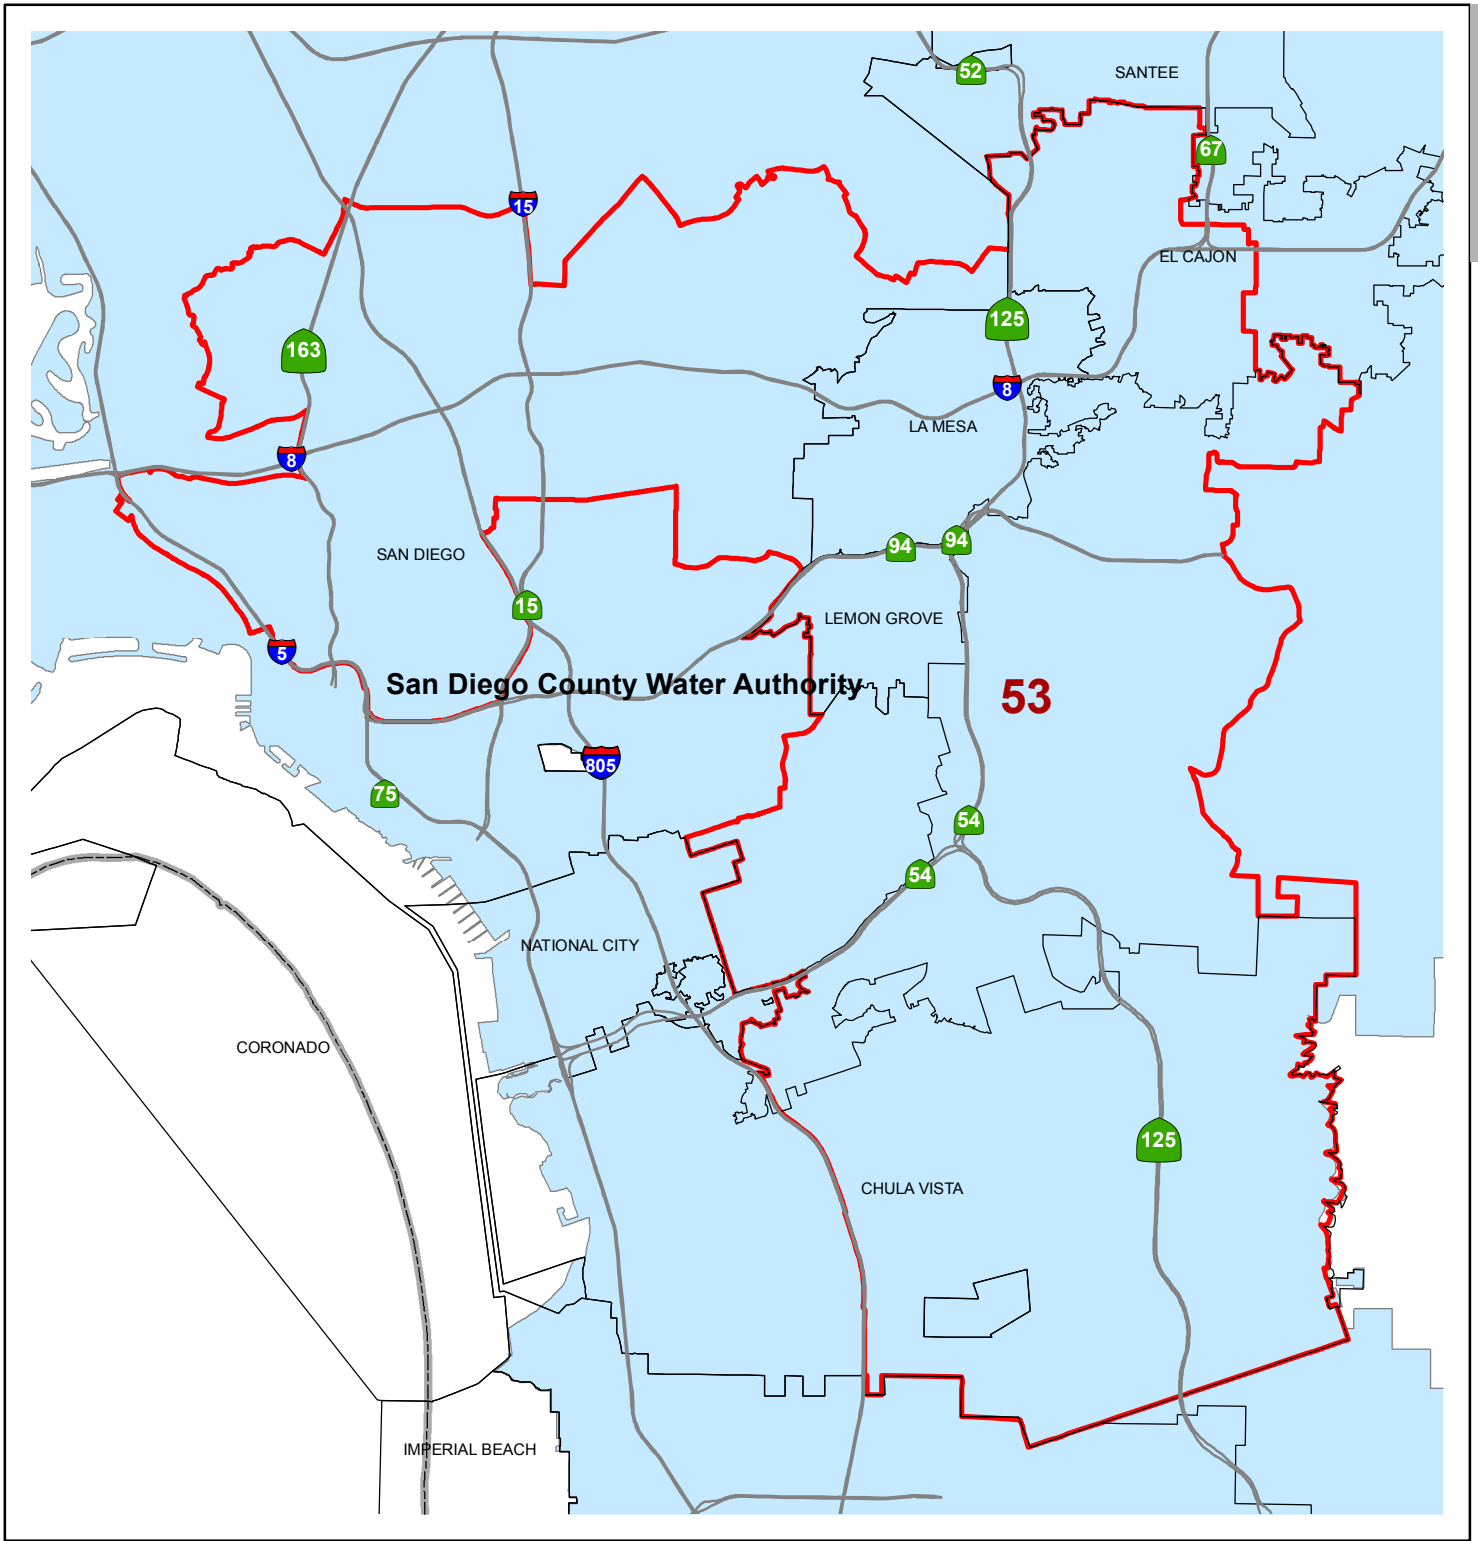 52
SANTEE
67
15
EL CAJON
125
163
8
LA MESA
8
94
94
SAN DIEGO
15
LEMON GROVE
5
San Diego County Water Authority
53
805
75
54
54
NATIONAL CITY
CORONADO
125
CHULA VISTA
IMPERIAL BEACH